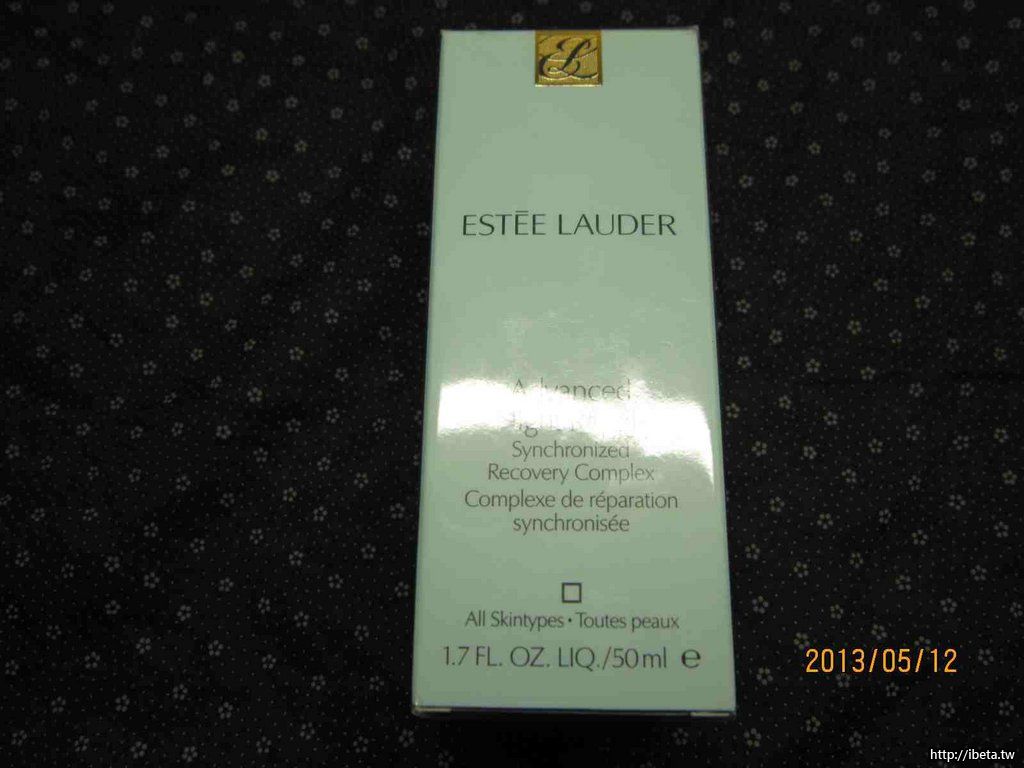 ESTĒE LAUDER
Advanced
Synchronized
Recovery Complex
Complexe de réparation
synchronisée
All Skintypes • Toutes peaux
1.7 FL. OZ. LIQ./50ml e
2013/05/12
http://ibeta.tw